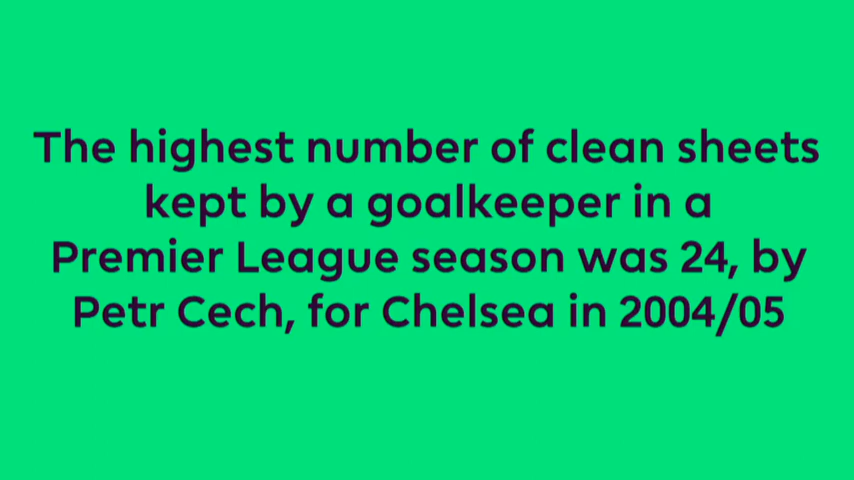 The highest number of clean sheets
kept by a goalkeeper in a
Premier League season was 24, by
Petr Cech, for Chelsea in 2004/05